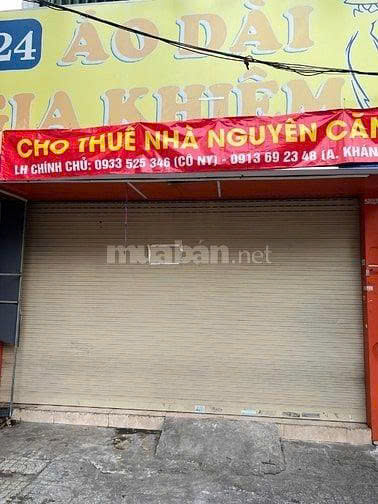 24
ÁO DÀI
GIA KHIÊM
CHO THUÊ NHÀ NGUYÊN CĂN
LH CHÍNH CHỦ: 0933 525 346 (CÔ NY) - 0913 69 23 48 (A. KHÁN
muabán.net